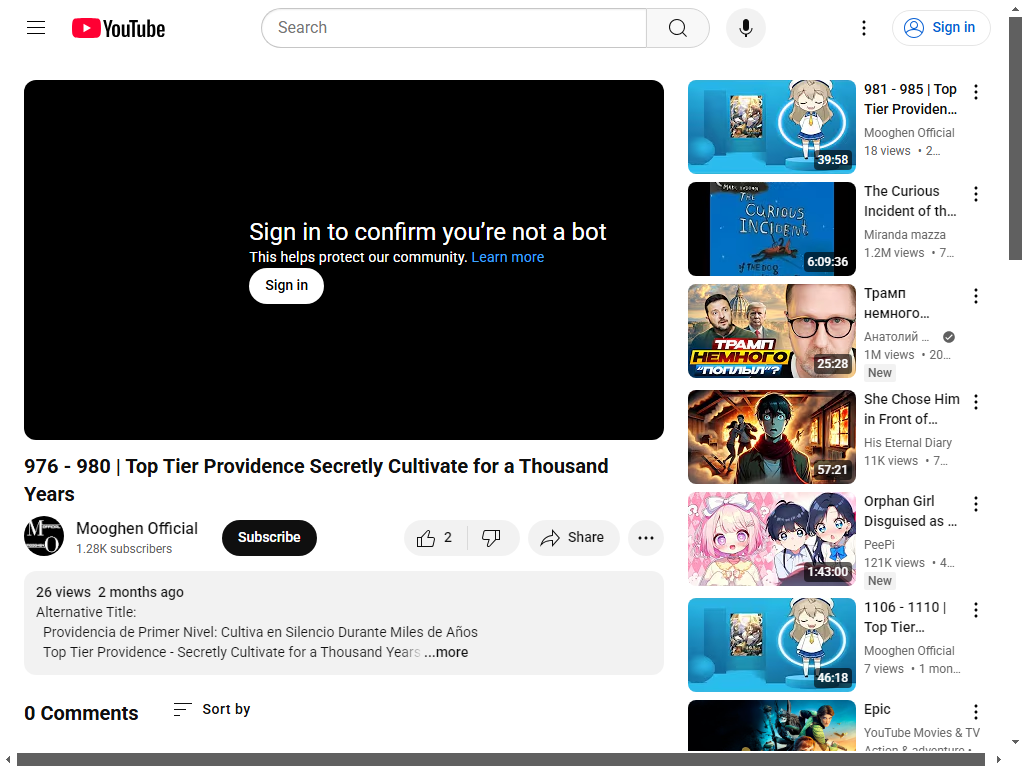 YouTube
Search
Sign in
Sign in to confirm you’re not a bot
This helps protect our community. Learn more
Sign in
976 - 980 | Top Tier Providence Secretly Cultivate for a Thousand
Years
Mooghen Official
1.28K subscribers
Subscribe
2
Share
26 views 2 months ago
Alternative Title:
Providencia de Primer Nivel: Cultiva en Silencio Durante Miles de Años
Top Tier Providence - Secretly Cultivate for a Thousand Years ...more
0 Comments
Sort by
981 - 985 | Top
Tier Providen...
Mooghen Official
18 views • 2...
39:58
THE
CURIOUS
INCIDENT
OF THE DOG
6:09:36
The Curious
Incident of th...
Miranda mazza
1.2M views • 7...
ТРАМП
НЕМНОГО
"ПОПЛЫЛ"?
25:28
Трамп
немного...
Анатолий ...
1M views • 20...
New
57:21
She Chose Him
in Front of...
His Eternal Diary
11K views • 7...
1:43:00
Orphan Girl
Disguised as ...
PeePi
121K views • 4...
New
46:18
1106 - 1110 |
Top Tier...
Mooghen Official
7 views • 1 mon...
Epic
YouTube Movies & TV
Action & adventure •